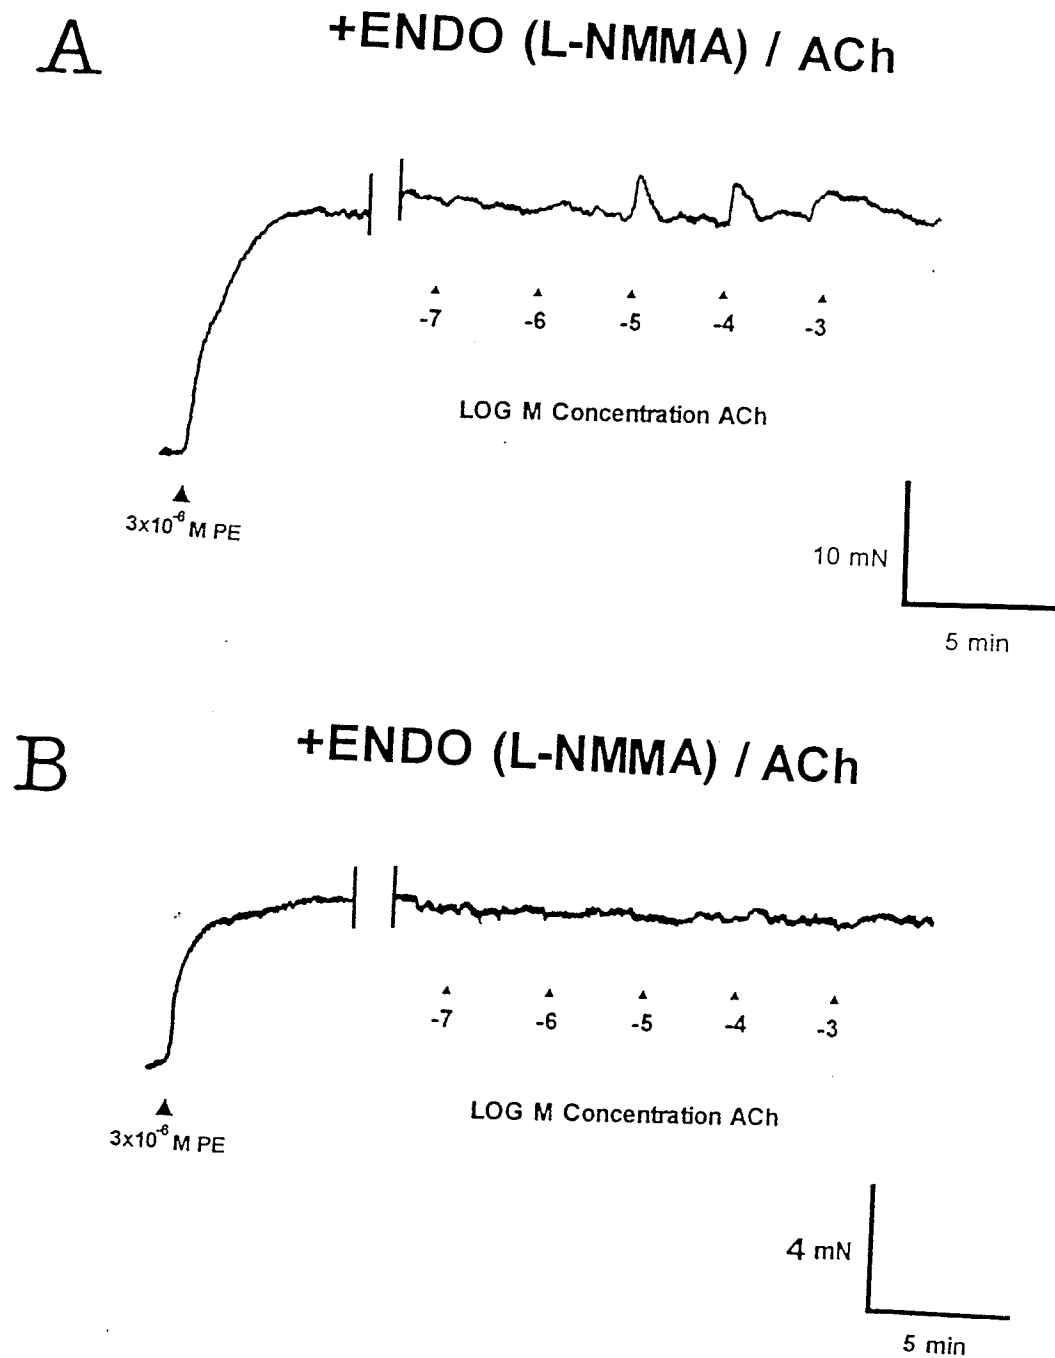 A
+ENDO (L-NMMA) / ACh
-7 -6 -5 -4 -3
LOG M Concentration ACh
3x10⁻⁶ M PE
10 mN
5 min
B
+ENDO (L-NMMA) / ACh
-7 -6 -5 -4 -3
LOG M Concentration ACh
3x10⁻⁶ M PE
4 mN
5 min